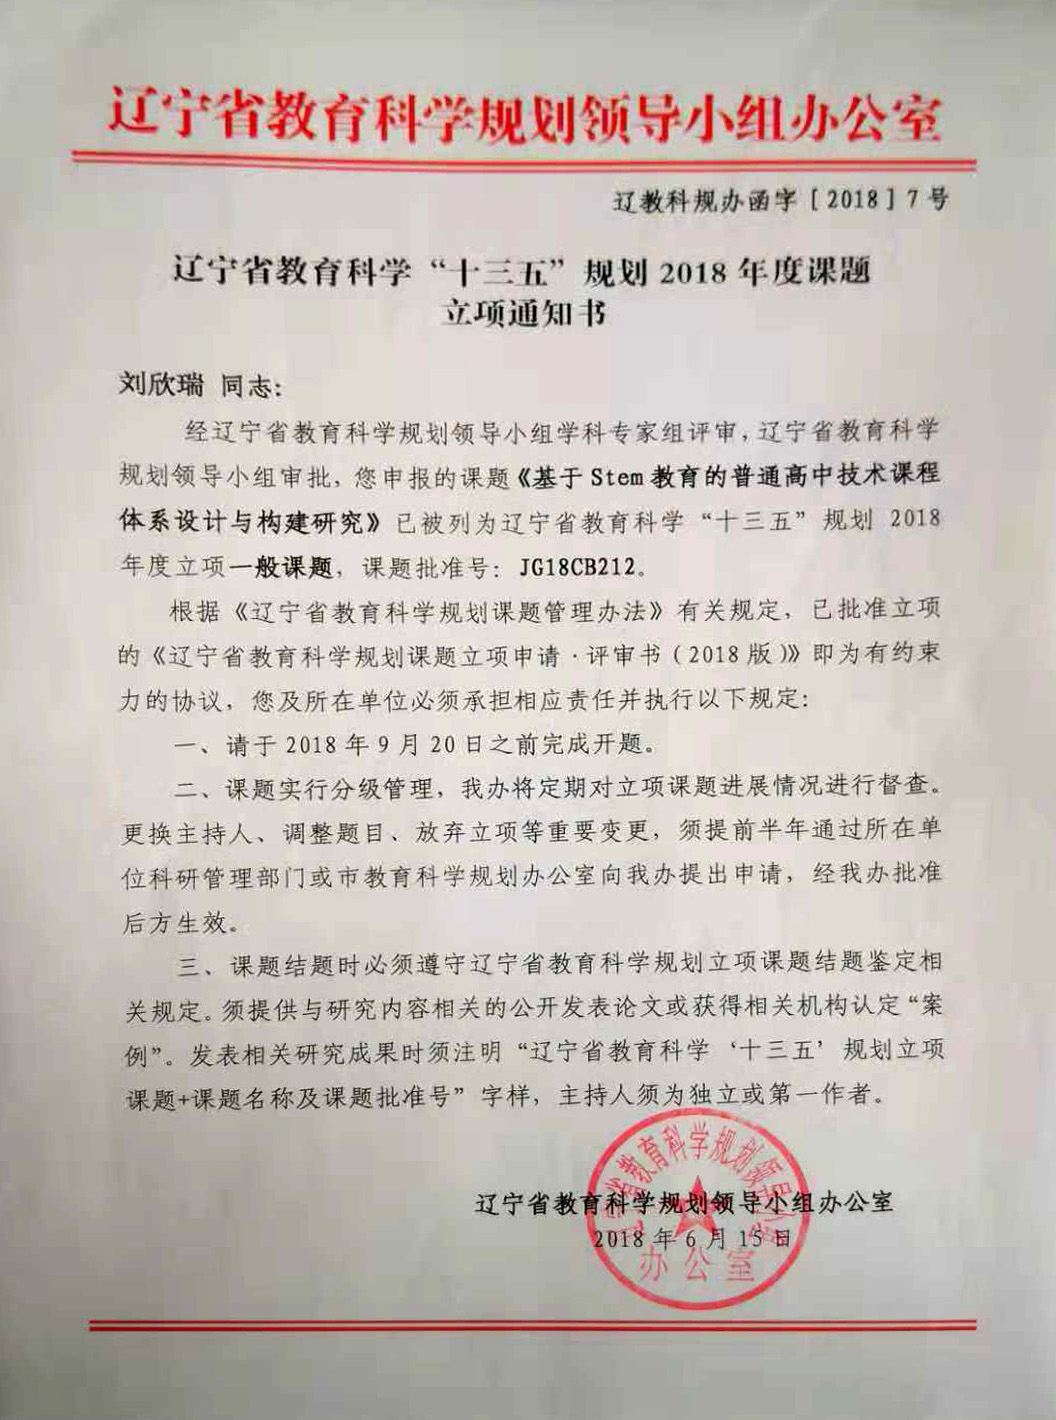 辽宁省教育科学规划领导小组办公室
辽教科规办函字［2018］7号
辽宁省教育科学“十三五”规划2018年度课题
立项通知书
刘欣瑞 同志：
经辽宁省教育科学规划领导小组学科专家组评审，辽宁省教育科学
规划领导小组审批，您申报的课题《基于Stem教育的普通高中技术课程
体系设计与构建研究》已被列为辽宁省教育科学“十三五”规划 2018
年度立项一般课题，课题批准号：JG18CB212。
根据《辽宁省教育科学规划课题管理办法》有关规定，已批准立项
的《辽宁省教育科学规划课题立项申请·评审书（2018版）》即为有约束
力的协议，您及所在单位必须承担相应责任并执行以下规定：
一、请于2018年9月20日之前完成开题。
二、课题实行分级管理，我办将定期对立项课题进展情况进行督查。
更换主持人、调整题目、放弃立项等重要变更，须提前半年通过所在单
位科研管理部门或市教育科学规划办公室向我办提出申请，经我办批准
后方生效。
三、课题结题时必须遵守辽宁省教育科学规划立项课题结题鉴定相
关规定。须提供与研究内容相关的公开发表论文或获得相关机构认定“案
例”。发表相关研究成果时须注明“辽宁省教育科学‘十三五’规划立项
课题+课题名称及课题批准号”字样，主持人须为独立或第一作者。
辽宁省教育科学规划领导小组办公室
2018年6月15日
辽宁省教育科学规划领导小组
办公室